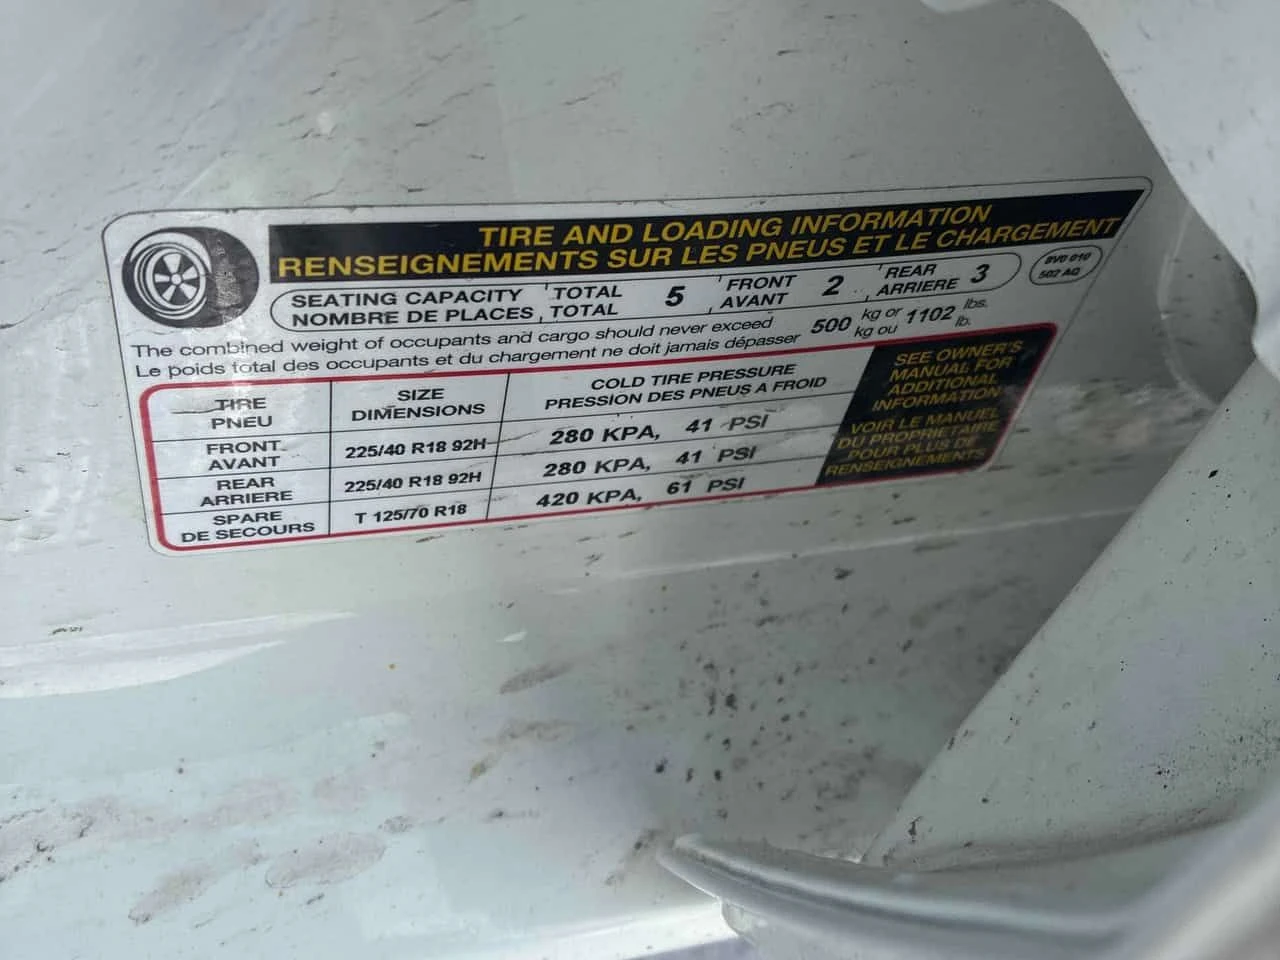 TIRE AND LOADING INFORMATION
RENSEIGNEMENTS SUR LES PNEUS ET LE CHARGEMENT
SEATING CAPACITY TOTAL 5 FRONT 2 REAR 3
NOMBRE DE PLACES TOTAL AVANT ARRIERE
8V0 010
502 AQ
The combined weight of occupants and cargo should never exceed 500 kg or 1102 lbs.
Le poids total des occupants et du chargement ne doit jamais dépasser kg ou lb.
TIRE SIZE COLD TIRE PRESSURE
PNEU DIMENSIONS PRESSION DES PNEUS A FROID
FRONT 225/40 R18 92H 280 KPA, 41 PSI
AVANT
REAR 225/40 R18 92H 280 KPA, 41 PSI
ARRIERE
SPARE T 125/70 R18 420 KPA, 61 PSI
DE SECOURS
SEE OWNER'S
MANUAL FOR
ADDITIONAL
INFORMATION
VOIR LE MANUEL
DU PROPRIETAIRE
POUR PLUS DE
RENSEIGNEMENTS